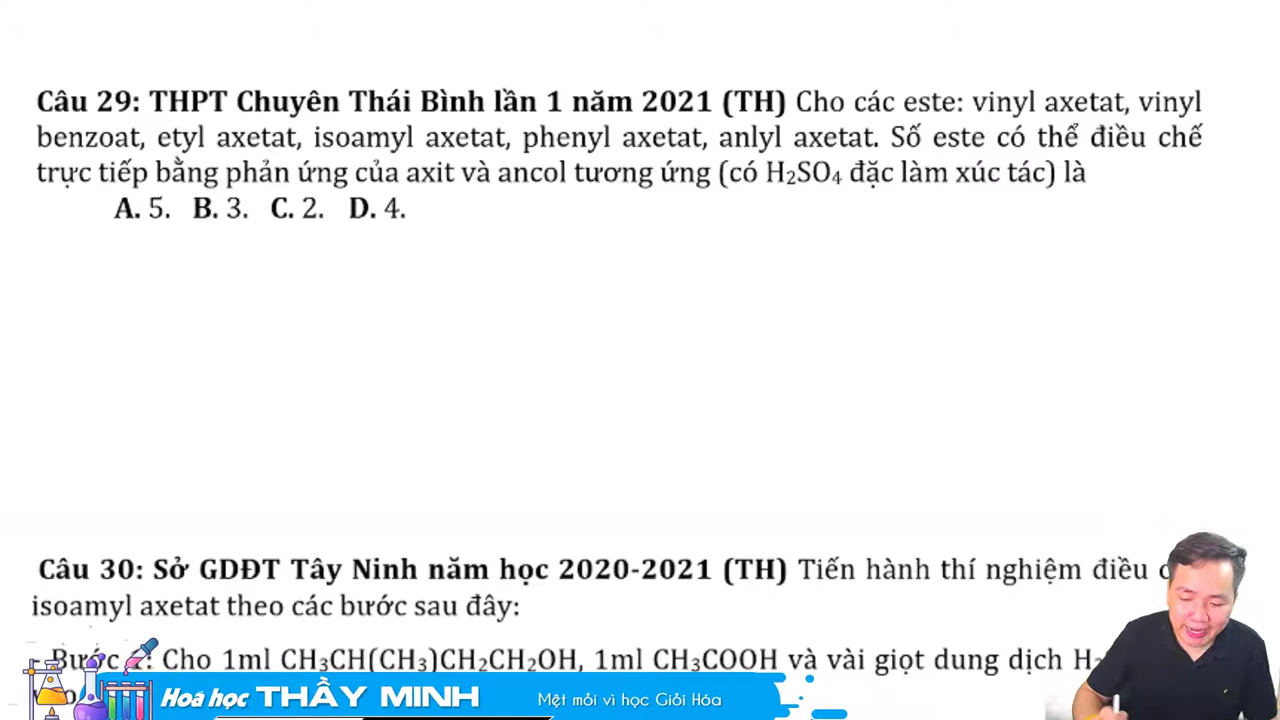 Câu 29: THPT Chuyên Thái Bình lần 1 năm 2021 (TH) Cho các este: vinyl axetat, vinyl
benzoat, etyl axetat, isoamyl axetat, phenyl axetat, anlyl axetat. Số este có thể điều chế
trực tiếp bằng phản ứng của axit và ancol tương ứng (có H₂SO₄ đặc làm xúc tác) là
A. 5. B. 3. C. 2. D. 4.
Câu 30: Sở GDĐT Tây Ninh năm học 2020-2021 (TH) Tiến hành thí nghiệm điều
isoamyl axetat theo các bước sau đây:
- Bước 1: Cho 1ml CH₃CH(CH₃)CH₂CH₂OH, 1ml CH₃COOH và vài giọt dung dịch
Hoá học THẦY MINH Mệt mỏi vì học Giỏi Hóa